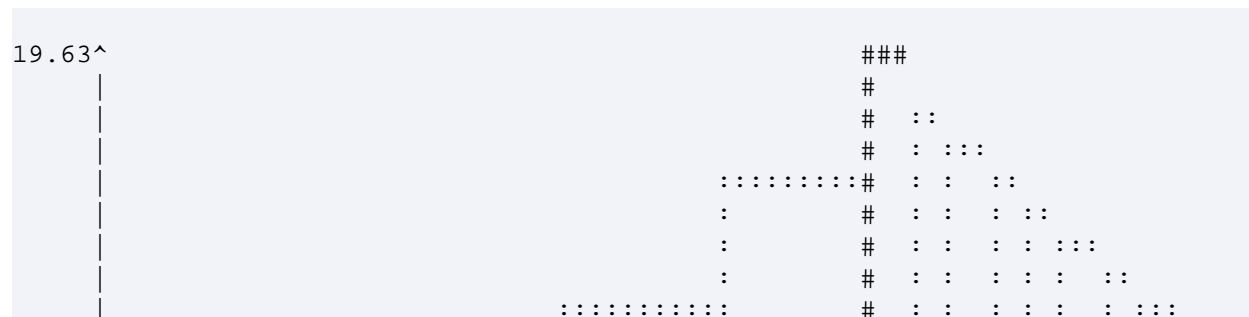 19.63^                                               ###
     |                                               #
     |                                               #  ::
     |                                               #  : :::
     |                                      :::::::::#  : :  ::
     |                                      :        #  : :  : ::
     |                                      :        #  : :  : : :::
     |                                      :        #  : :  : : :  ::
     |                            :::::::::::        #  : :  : : :  : :::